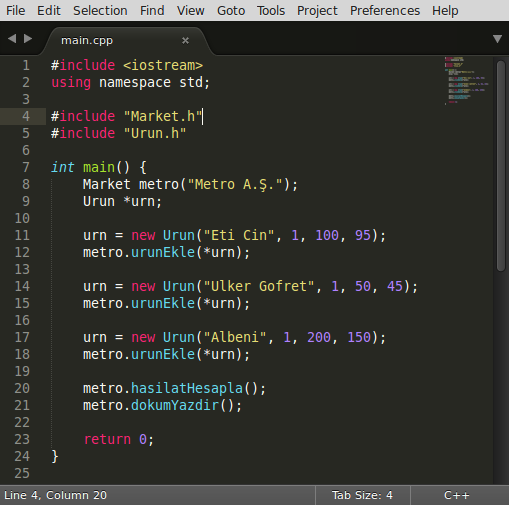 File Edit Selection Find View Goto Tools Project Preferences Help
main.cpp ×
1 #include <iostream>
2 using namespace std;
3
4 #include "Market.h"
5 #include "Urun.h"
6
7 int main() {
8 Market metro("Metro A.Ş.");
9 Urun *urn;
10
11 urn = new Urun("Eti Cin", 1, 100, 95);
12 metro.urunEkle(*urn);
13
14 urn = new Urun("Ulker Gofret", 1, 50, 45);
15 metro.urunEkle(*urn);
16
17 urn = new Urun("Albeni", 1, 200, 150);
18 metro.urunEkle(*urn);
19
20 metro.hasilatHesapla();
21 metro.dokumYazdir();
22
23 return 0;
24 }
25
Line 4, Column 20 Tab Size: 4 C++